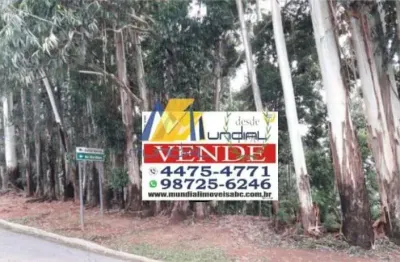 desde
MUNDIAL
VENDE
4475-4771
98725-6246
WWW.MUNDIALIMOVEISABC.COM.BR